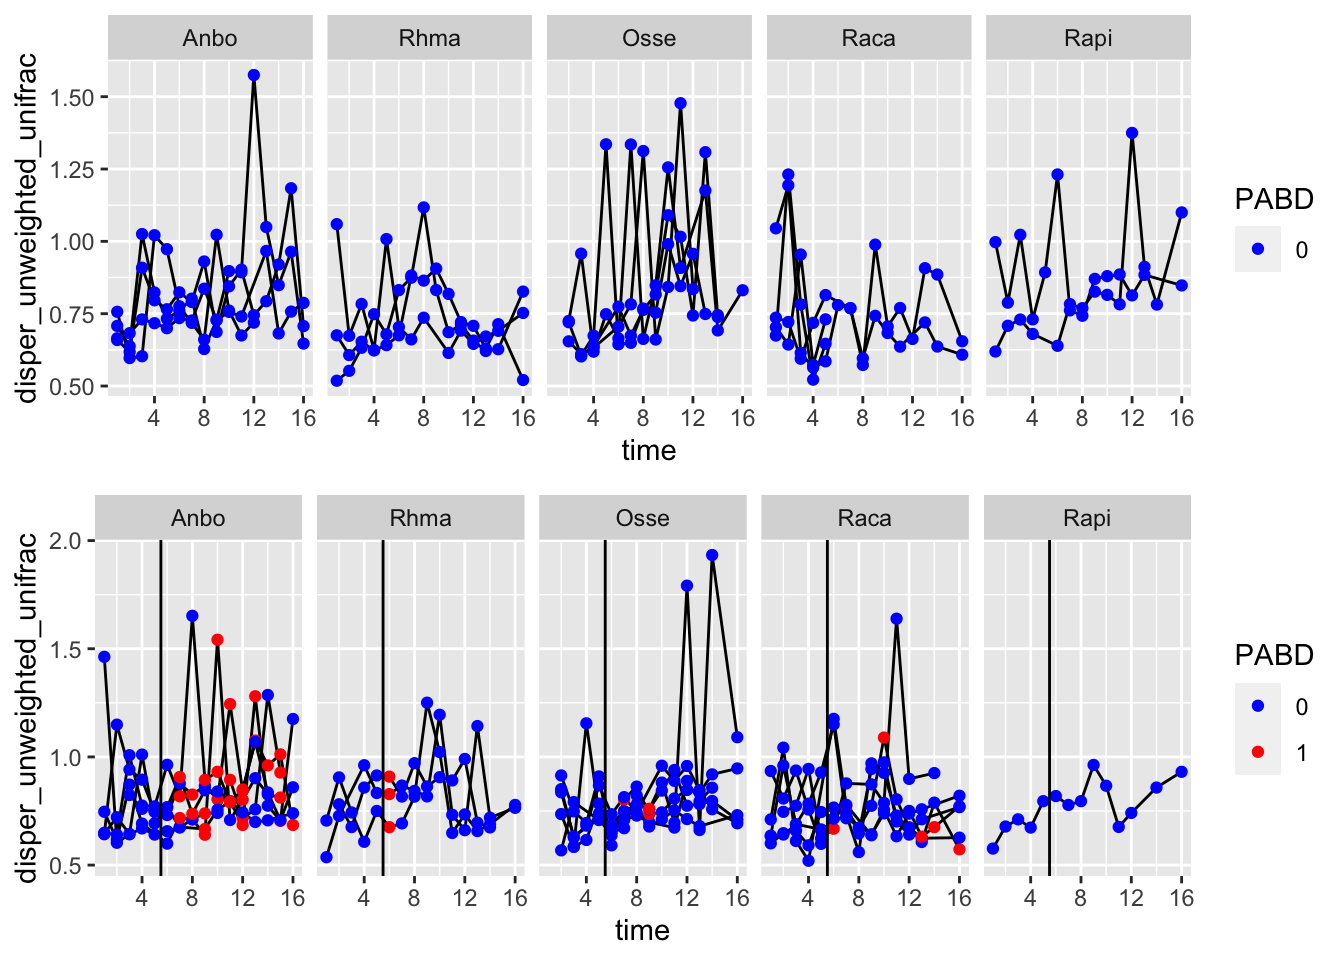 Anbo Rhma Osse Raca Rapi
disper_unweighted_unifrac
1.50
1.25
1.00
0.75
0.50
4 8 12 16 4 8 12 16 4 8 12 16 4 8 12 16 4 8 12 16
time
PABD
0
Anbo Rhma Osse Raca Rapi
disper_unweighted_unifrac
2.0
1.5
1.0
0.5
4 8 12 16 4 8 12 16 4 8 12 16 4 8 12 16 4 8 12 16
time
PABD
0
1